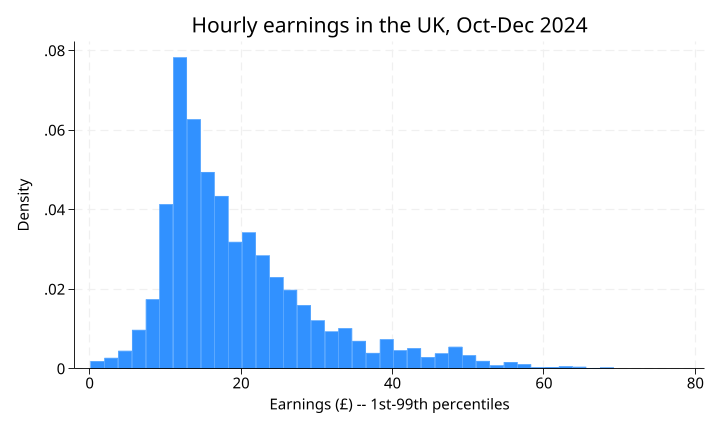 Hourly earnings in the UK, Oct-Dec 2024
Density
.08
.06
.04
.02
0
0 20 40 60 80
Earnings (£) -- 1st-99th percentiles